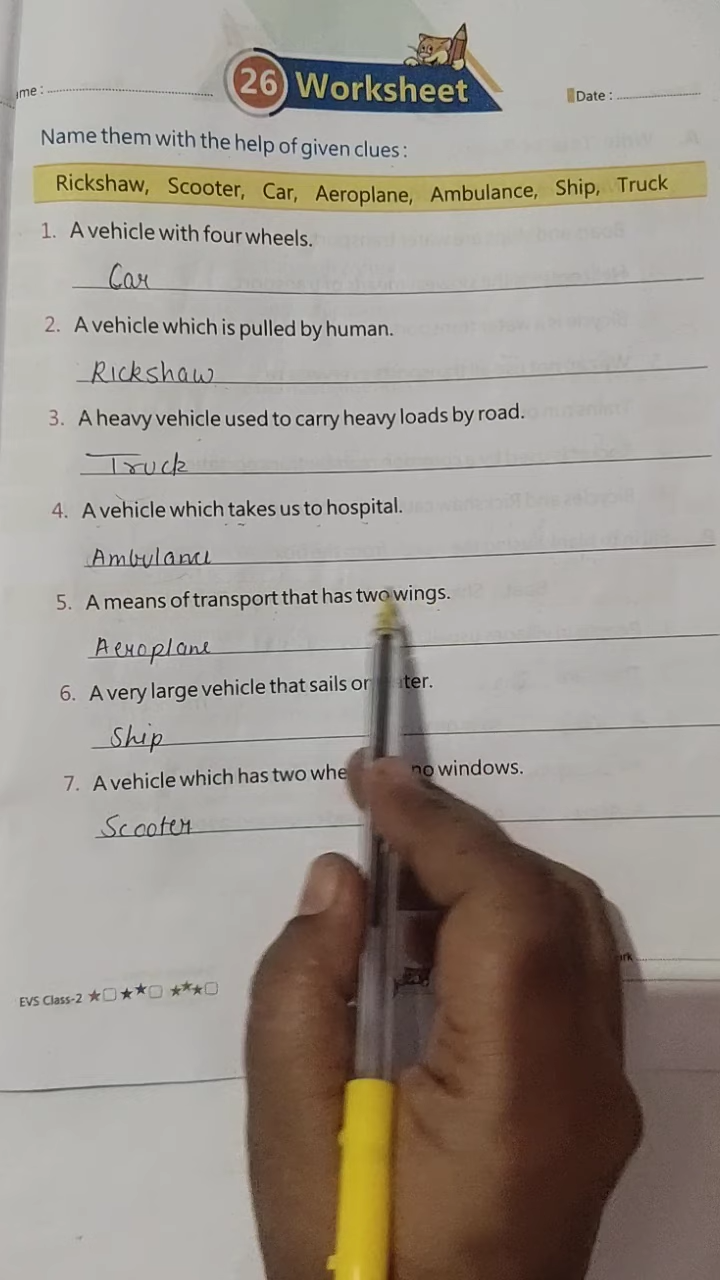 ame :
26 Worksheet
Date :
Name them with the help of given clues :
Rickshaw, Scooter, Car, Aeroplane, Ambulance, Ship, Truck
1. A vehicle with four wheels.
Car
2. A vehicle which is pulled by human.
Rickshaw
3. A heavy vehicle used to carry heavy loads by road.
Truck
4. A vehicle which takes us to hospital.
Ambulance
5. A means of transport that has two wings.
Aeroplane
6. A very large vehicle that sails on ter.
Ship
7. A vehicle which has two whe no windows.
Scooter
EVS Class-2